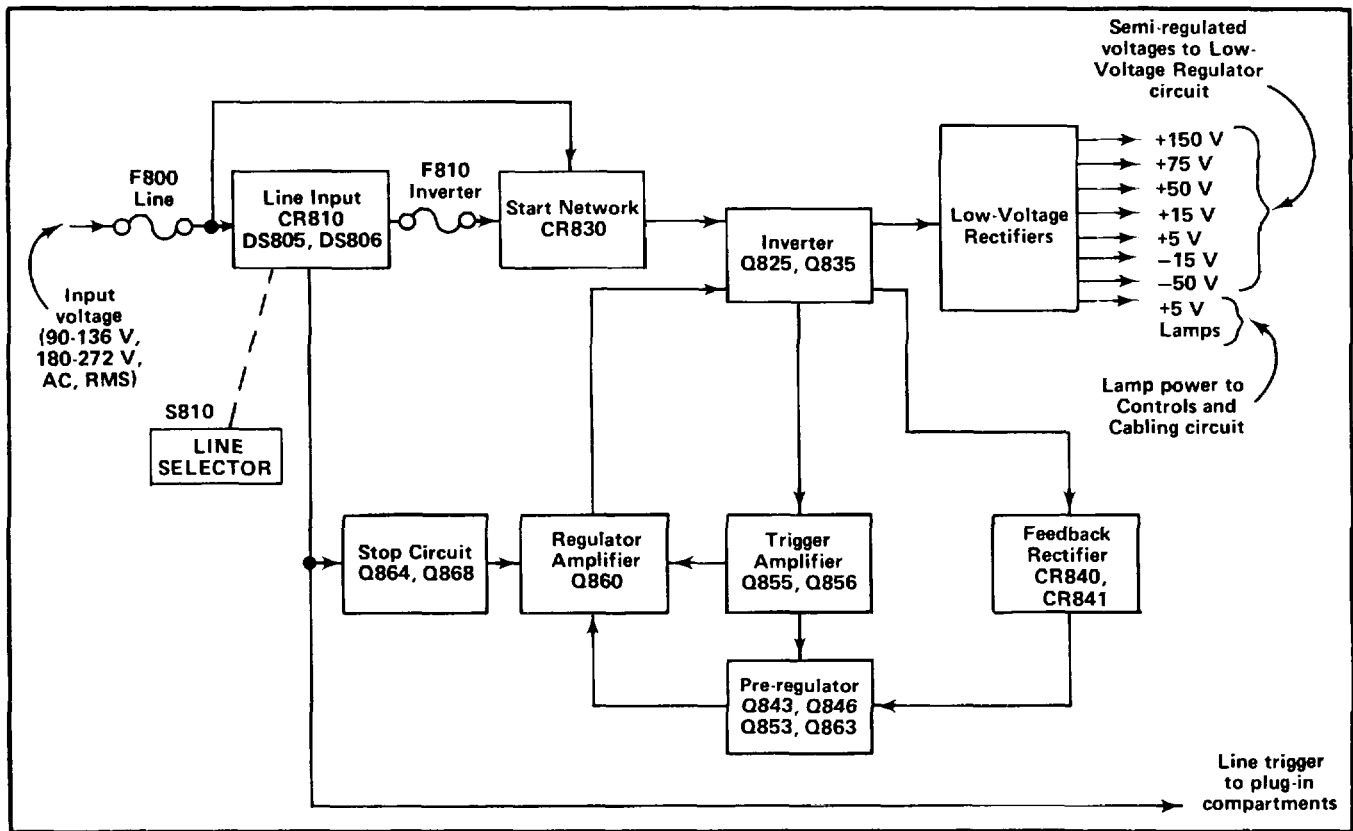 Semi-regulated
voltages to Low-
Voltage Regulator
circuit
F800
Line
Line Input
CR810
DS805, DS806
F810
Inverter
Start Network
CR830
Inverter
Q825, Q835
Low-Voltage
Rectifiers
+150 V
+75 V
+50 V
+15 V
+5 V
−15 V
−50 V
+5 V
Lamps
Input
voltage
(90-136 V,
180-272 V,
AC, RMS)
Lamp power to
Controls and
Cabling circuit
S810
LINE
SELECTOR
Stop Circuit
Q864, Q868
Regulator
Amplifier
Q860
Trigger
Amplifier
Q855, Q856
Feedback
Rectifier
CR840,
CR841
Pre-regulator
Q843, Q846
Q853, Q863
Line trigger
to plug-in
compartments